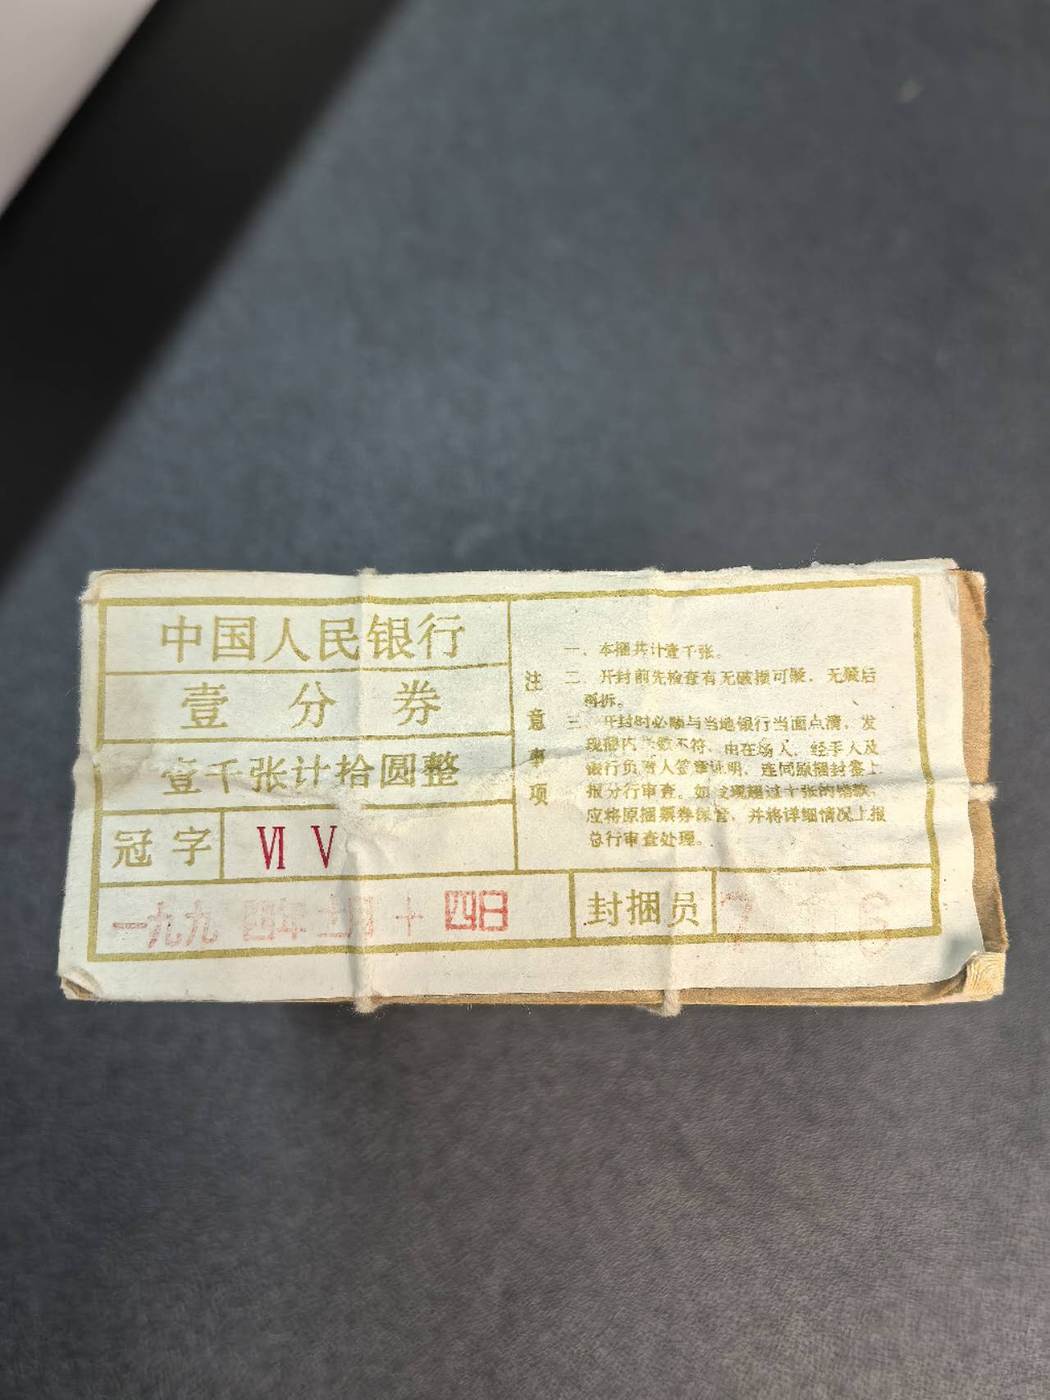 中国人民银行
壹 分 券
壹千张计拾圆整
冠 字 Ⅵ Ⅴ
一九九四年 月十四日
注意事项
一、本捆共计壹千张。
二、开封前先检查有无破损可疑,无疑后
再拆。
三、开封时必须与当地银行当面点清,发
现捆内张数不符,由在场人、经手人及
银行负责人签章证明,连同原捆封签上
报分行审查。如发现超过十张的错款,
应将原捆票券保管,并将详细情况上报
总行审查处理。
封捆员 7 6